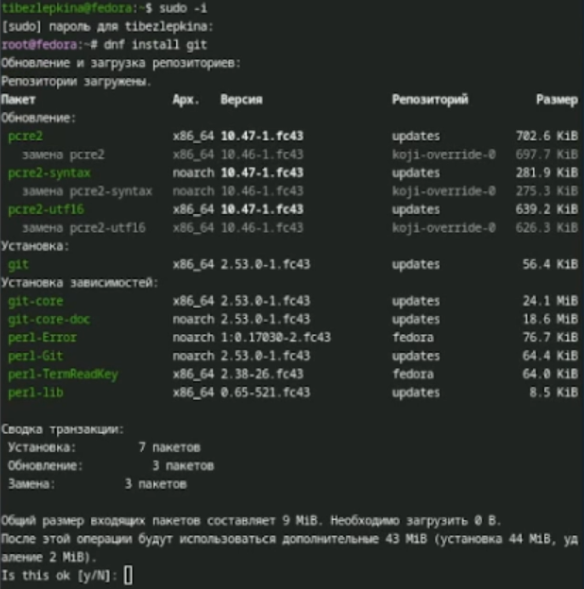 tibezlepkina@fedora:~$ sudo -i
[sudo] пароль для tibezlepkina:
root@fedora:~# dnf install git
Обновление и загрузка репозиториев:
Репозитории загружены.
Пакет Арх. Версия Репозиторий Размер
Обновление:
pcre2 x86_64 10.47-1.fc43 updates 702.6 KiB
замена pcre2 x86_64 10.46-1.fc43 koji-override-0 697.7 KiB
pcre2-syntax noarch 10.47-1.fc43 updates 281.9 KiB
замена pcre2-syntax noarch 10.46-1.fc43 koji-override-0 275.3 KiB
pcre2-utf16 x86_64 10.47-1.fc43 updates 639.2 KiB
замена pcre2-utf16 x86_64 10.46-1.fc43 koji-override-0 626.3 KiB
Установка:
git x86_64 2.53.0-1.fc43 updates 56.4 KiB
Установка зависимостей:
git-core x86_64 2.53.0-1.fc43 updates 24.1 MiB
git-core-doc noarch 2.53.0-1.fc43 updates 18.6 MiB
perl-Error noarch 1:0.17030-2.fc43 fedora 76.7 KiB
perl-Git noarch 2.53.0-1.fc43 updates 64.4 KiB
perl-TermReadKey x86_64 2.38-26.fc43 fedora 64.0 KiB
perl-lib x86_64 0.65-521.fc43 updates 8.5 KiB
Сводка транзакции:
Установка: 7 пакетов
Обновление: 3 пакетов
Замена: 3 пакетов
Общий размер входящих пакетов составляет 9 MiB. Необходимо загрузить 0 B.
После этой операции будут использоваться дополнительные 43 MiB (установка 44 MiB, уд
аление 2 MiB).
Is this ok [y/N]: